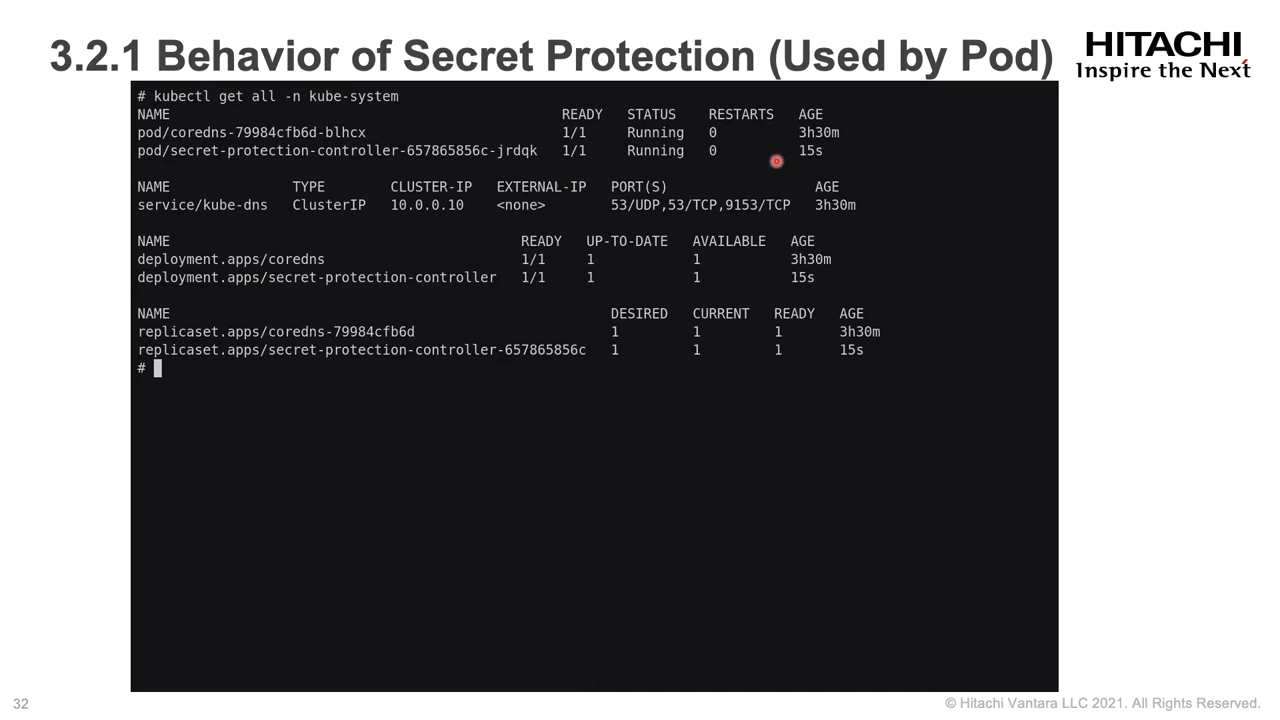 3.2.1 Behavior of Secret Protection (Used by Pod)
HITACHI
Inspire the Next
# kubectl get all -n kube-system
NAME READY STATUS RESTARTS AGE
pod/coredns-79984cfb6d-blhcx 1/1 Running 0 3h30m
pod/secret-protection-controller-657865856c-jrdqk 1/1 Running 0 15s
NAME TYPE CLUSTER-IP EXTERNAL-IP PORT(S) AGE
service/kube-dns ClusterIP 10.0.0.10 <none> 53/UDP,53/TCP,9153/TCP 3h30m
NAME READY UP-TO-DATE AVAILABLE AGE
deployment.apps/coredns 1/1 1 1 3h30m
deployment.apps/secret-protection-controller 1/1 1 1 15s
NAME DESIRED CURRENT READY AGE
replicaset.apps/coredns-79984cfb6d 1 1 1 3h30m
replicaset.apps/secret-protection-controller-657865856c 1 1 1 15s
#
32
© Hitachi Vantara LLC 2021. All Rights Reserved.